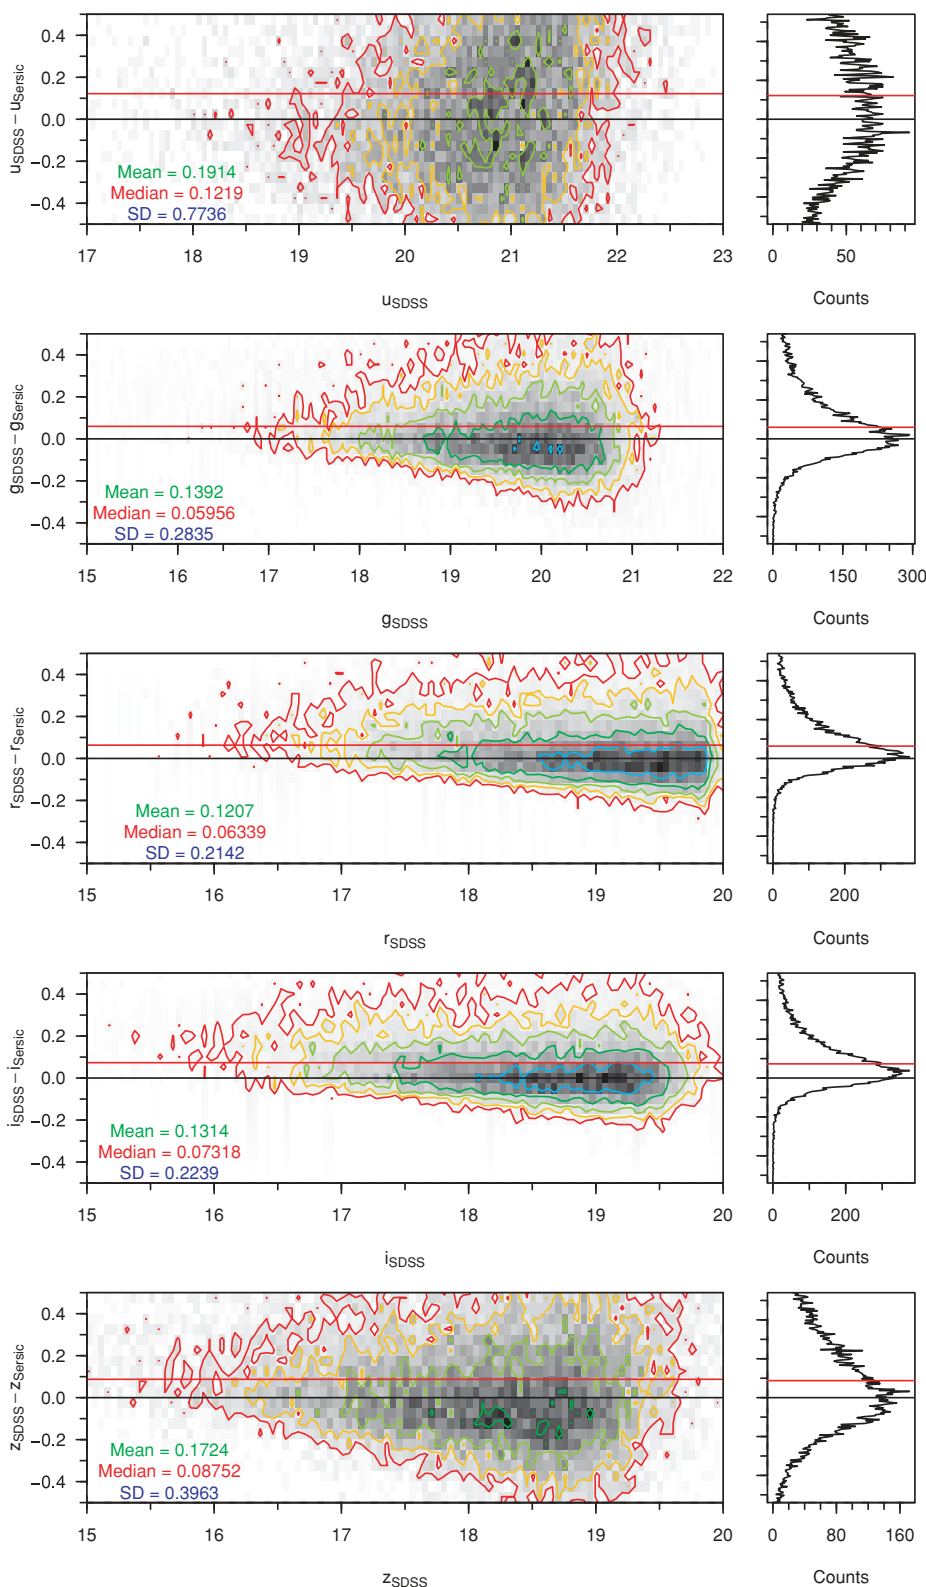 0.4
0.2
0.0
−0.2
−0.4
uSDSS − uSersic
Mean = 0.1914
Median = 0.1219
SD = 0.7736
17 18 19 20 21 22 23
uSDSS
0 50
Counts
0.4
0.2
0.0
−0.2
−0.4
gSDSS − gSersic
Mean = 0.1392
Median = 0.05956
SD = 0.2835
15 16 17 18 19 20 21 22
gSDSS
0 150 300
Counts
0.4
0.2
0.0
−0.2
−0.4
rSDSS − rSersic
Mean = 0.1207
Median = 0.06339
SD = 0.2142
15 16 17 18 19 20
rSDSS
0 200
Counts
0.4
0.2
0.0
−0.2
−0.4
iSDSS − iSersic
Mean = 0.1314
Median = 0.07318
SD = 0.2239
15 16 17 18 19 20
iSDSS
0 200
Counts
0.4
0.2
0.0
−0.2
−0.4
zSDSS − zSersic
Mean = 0.1724
Median = 0.08752
SD = 0.3963
15 16 17 18 19 20
zSDSS
0 80 160
Counts